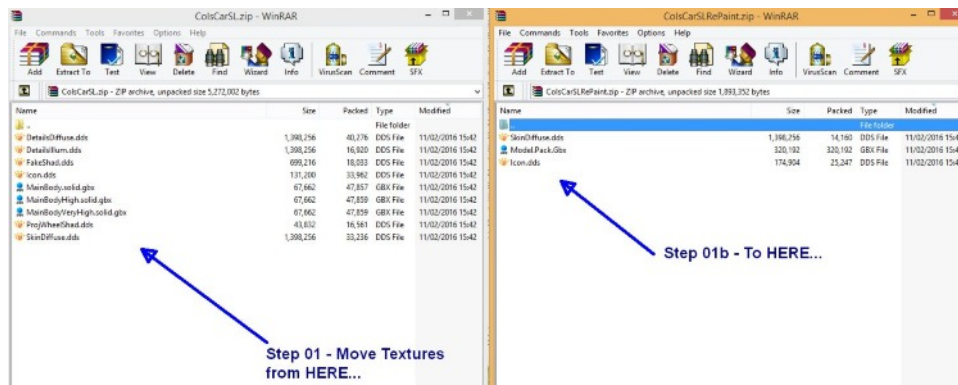 ColsCarSL.zip - WinRAR
File Commands Tools Favorites Options Help
Add Extract To Test View Delete Find Wizard Info VirusScan Comment SFX
ColsCarSL.zip - ZIP archive, unpacked size 5,272,002 bytes
Name Size Packed Type Modified
.. File folder
DetailsDiffuse.dds 1,398,256 40,276 DDS File 11/02/2016 15:42
DetailsIllum.dds 1,398,256 16,920 DDS File 11/02/2016 15:42
FakeShad.dds 699,216 18,033 DDS File 11/02/2016 15:42
Icon.dds 131,200 33,962 DDS File 11/02/2016 15:42
MainBody.solid.gbx 67,662 47,857 GBX File 11/02/2016 15:42
MainBodyHigh.solid.gbx 67,662 47,859 GBX File 11/02/2016 15:42
MainBodyVeryHigh.solid.gbx 67,662 47,859 GBX File 11/02/2016 15:42
ProjWheelShad.dds 43,832 16,561 DDS File 11/02/2016 15:42
SkinDiffuse.dds 1,398,256 33,236 DDS File 11/02/2016 15:42
Step 01 - Move Textures
from HERE...
ColsCarSLRePaint.zip - WinRAR
File Commands Tools Favorites Options Help
Add Extract To Test View Delete Find Wizard Info VirusScan Comment SFX
ColsCarSLRePaint.zip - ZIP archive, unpacked size 1,893,352 bytes
Name Size Packed Type Modified
.. File folder
SkinDiffuse.dds 1,398,256 14,160 DDS File 11/02/2016 15:4
Model.Pack.Gbx 320,192 320,192 GBX File 11/02/2016 15:4
Icon.dds 174,904 25,247 DDS File 11/02/2016 15:4
Step 01b - To HERE...